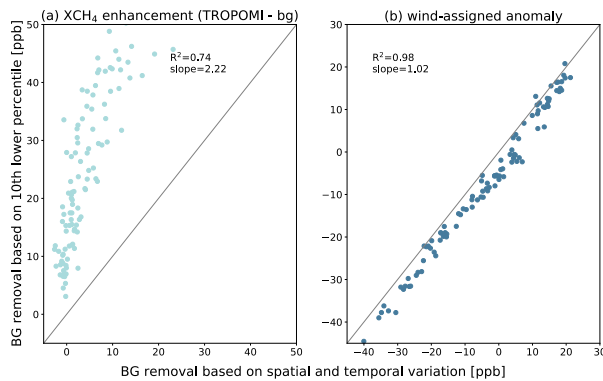 (a) XCH₄ enhancement (TROPOMI - bg)
(b) wind-assigned anomaly
R²=0.74
slope=2.22
R²=0.98
slope=1.02
BG removal based on 10th lower percentile [ppb]
50
40
30
20
10
0
30
20
10
0
−10
−20
−30
−40
0 10 20 30 40 50
−40 −30 −20 −10 0 10 20 30
BG removal based on spatial and temporal variation [ppb]